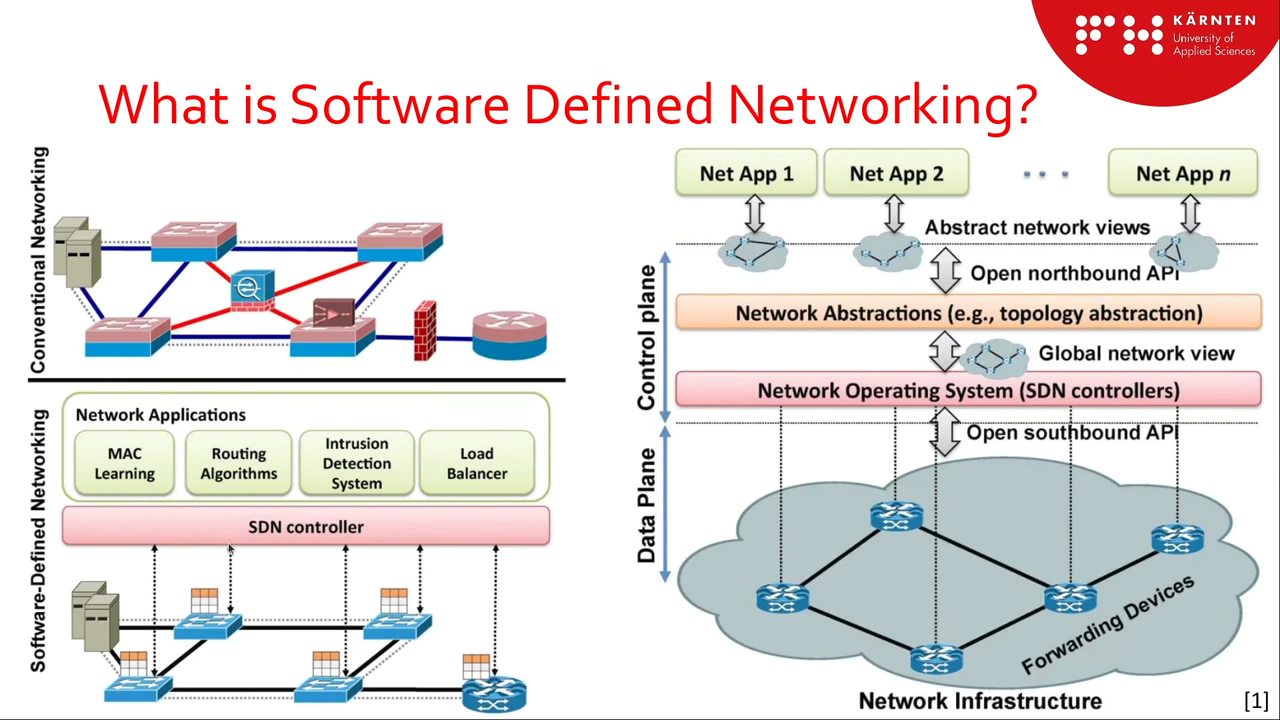 KÄRNTEN
University of
Applied Sciences
What is Software Defined Networking?
Conventional Networking
Software-Defined Networking
Network Applications
MAC
Learning
Routing
Algorithms
Intrusion
Detection
System
Load
Balancer
SDN controller
Net App 1
Net App 2
Net App n
Abstract network views
Open northbound API
Control plane
Network Abstractions (e.g., topology abstraction)
Global network view
Network Operating System (SDN controllers)
Open southbound API
Data Plane
Forwarding Devices
Network Infrastructure
[1]